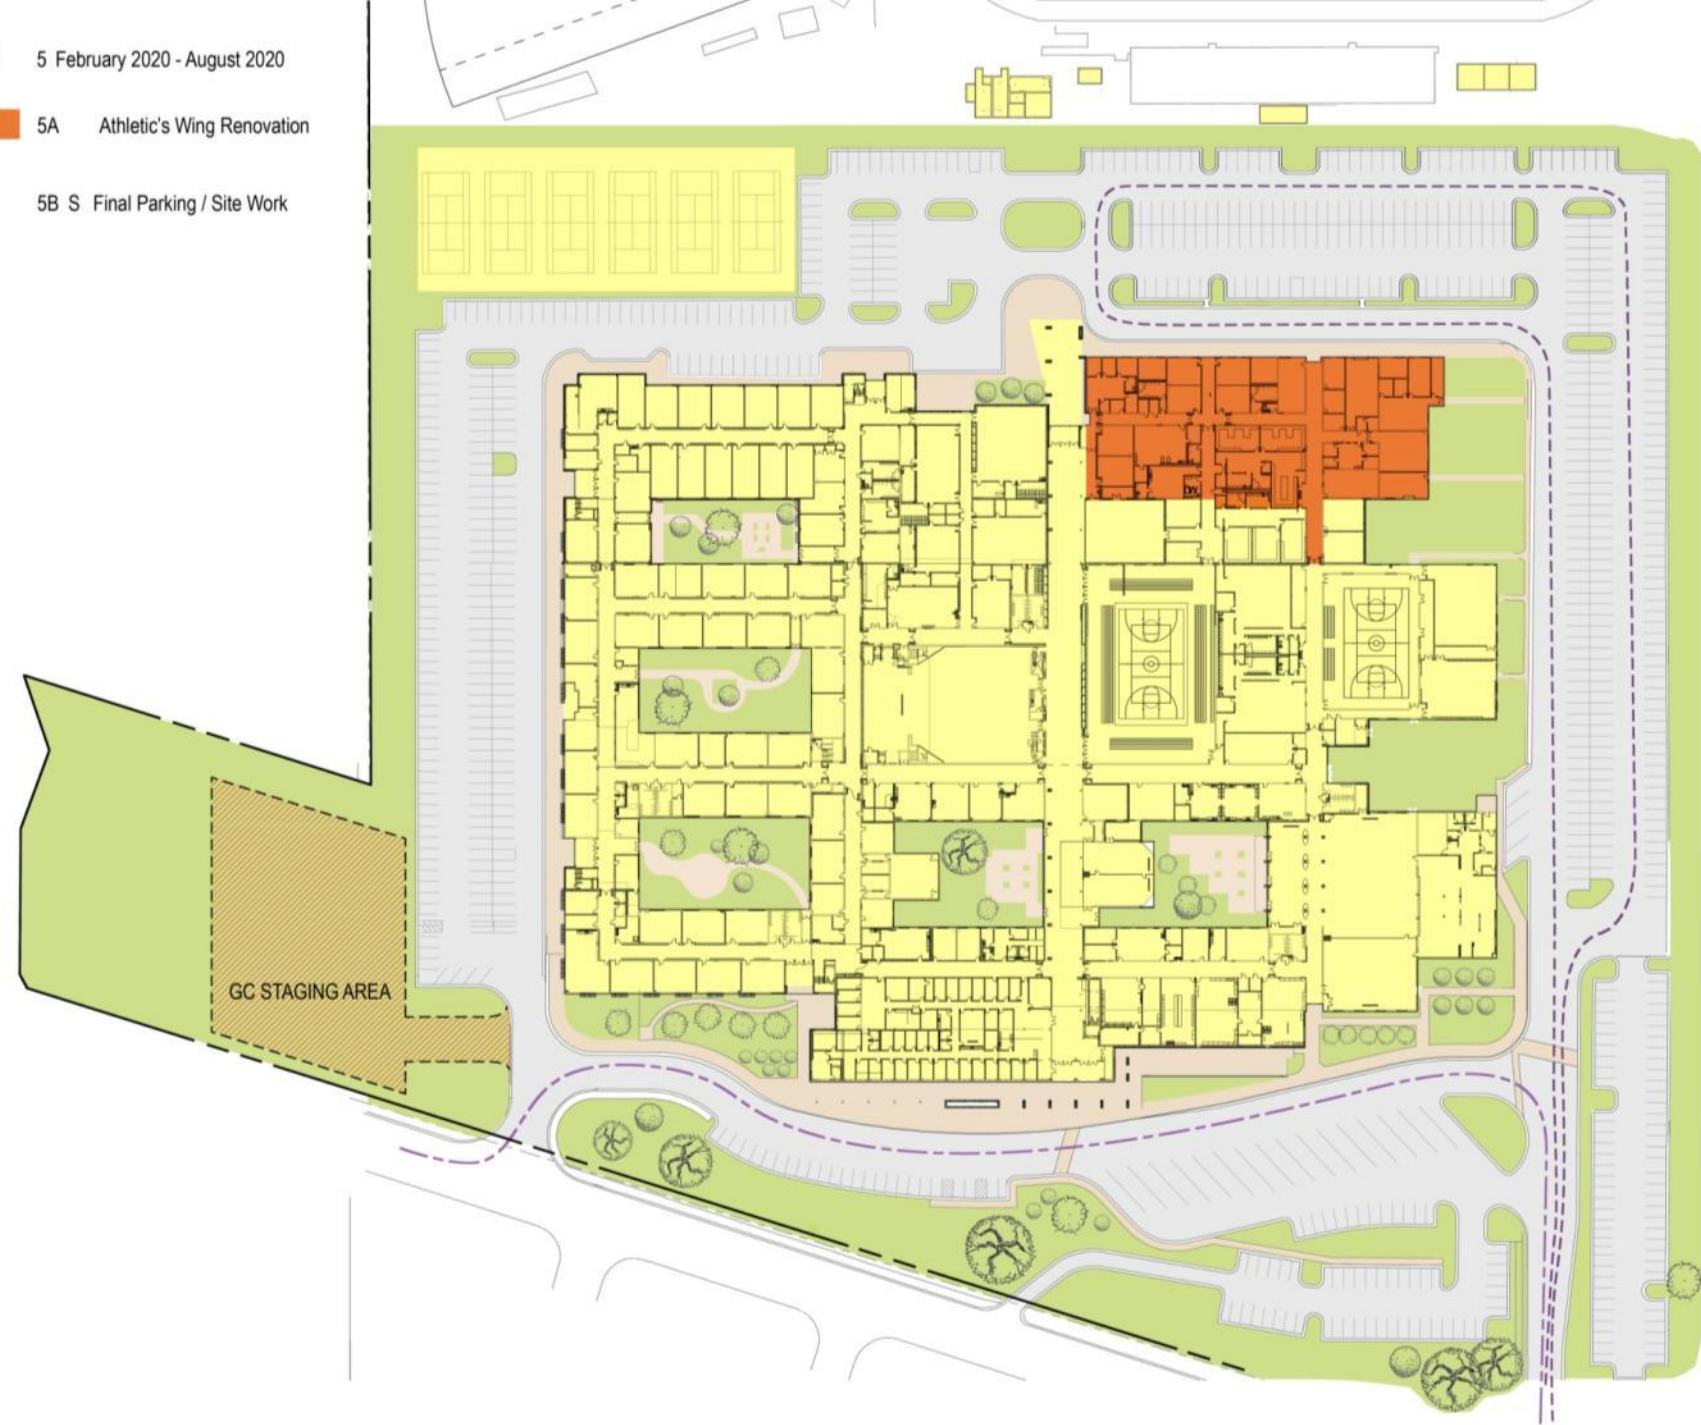 5 February 2020 - August 2020
5A Athletic's Wing Renovation
5B S Final Parking / Site Work
GC STAGING AREA